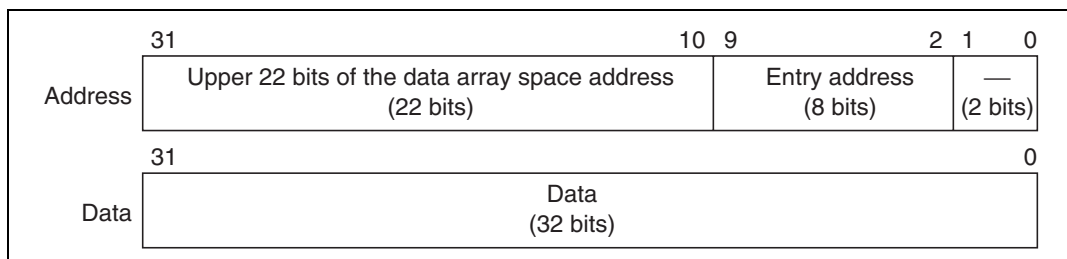 31 10 9 2 1 0
Address Upper 22 bits of the data array space address Entry address —
(22 bits) (8 bits) (2 bits)
31 0
Data Data
(32 bits)